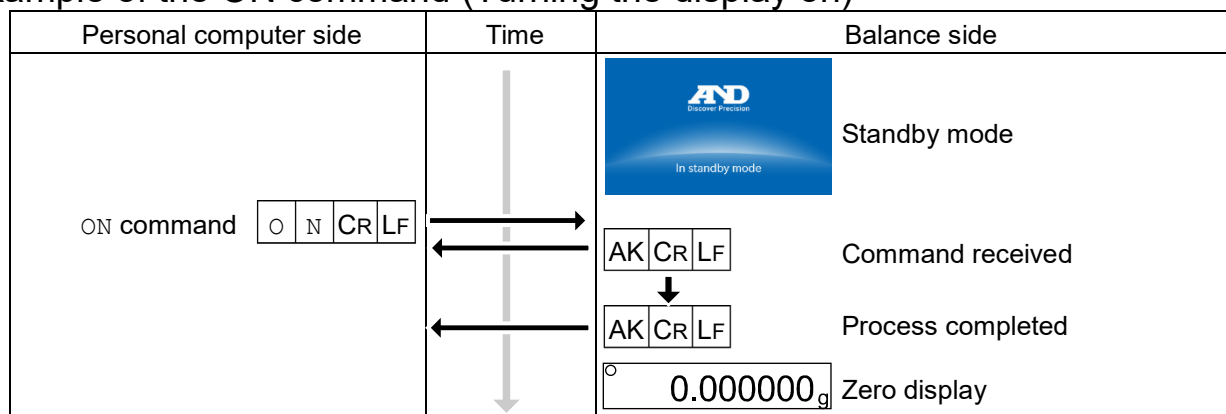 ample of the ON command (Turning the display on)
Personal computer side Time Balance side
AND
Discover Precision
In standby mode
Standby mode
ON command O N CR LF
AK CR LF Command received
AK CR LF Process completed
0.000000 g Zero display